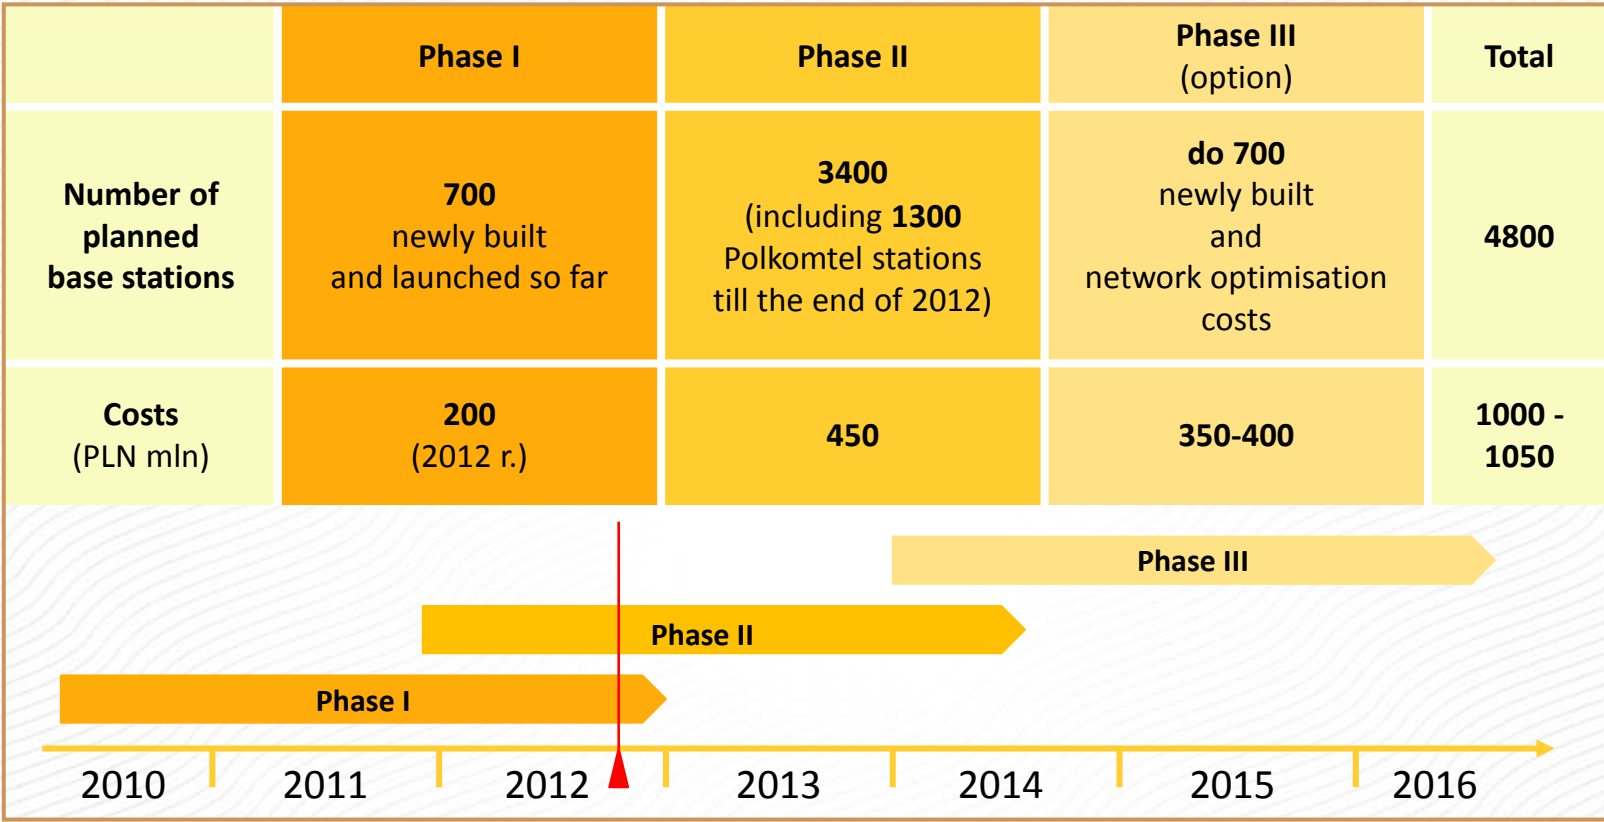 Phase I
Phase II
Phase III
(option)
Total
Number of
planned
base stations
700
newly built
and launched so far
3400
(including 1300
Polkomtel stations
till the end of 2012)
do 700
newly built
and
network optimisation
costs
4800
Costs
(PLN mln)
200
(2012 r.)
450
350-400
1000 -
1050
Phase III
Phase II
Phase I
2010
2011
2012
2013
2014
2015
2016